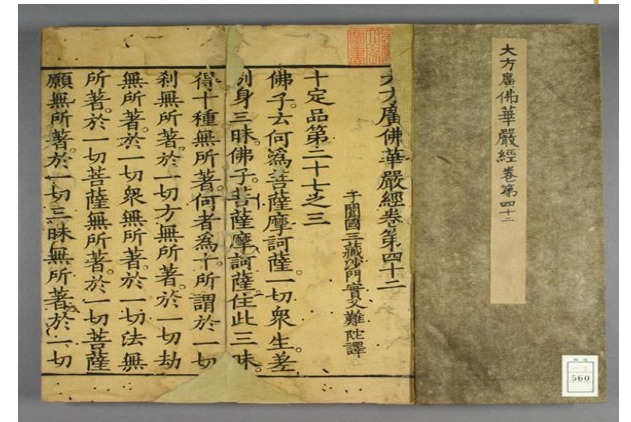 大方廣佛華嚴經卷第四十二
大方廣佛華嚴經卷第四十二
于闐國三藏沙門實叉難陀譯
十定品第二十七之三
佛子云何爲菩薩摩訶薩一切衆生差
別身三昧佛子菩薩摩訶薩住此三昧
得十種無所著何者爲十所謂於一切
刹無所著於一切方無所著於一切劫
無所著於一切衆無所著於一切法無
所著於一切菩薩無所著於一切菩薩
願無所著於一切三昧無所著於一切
560